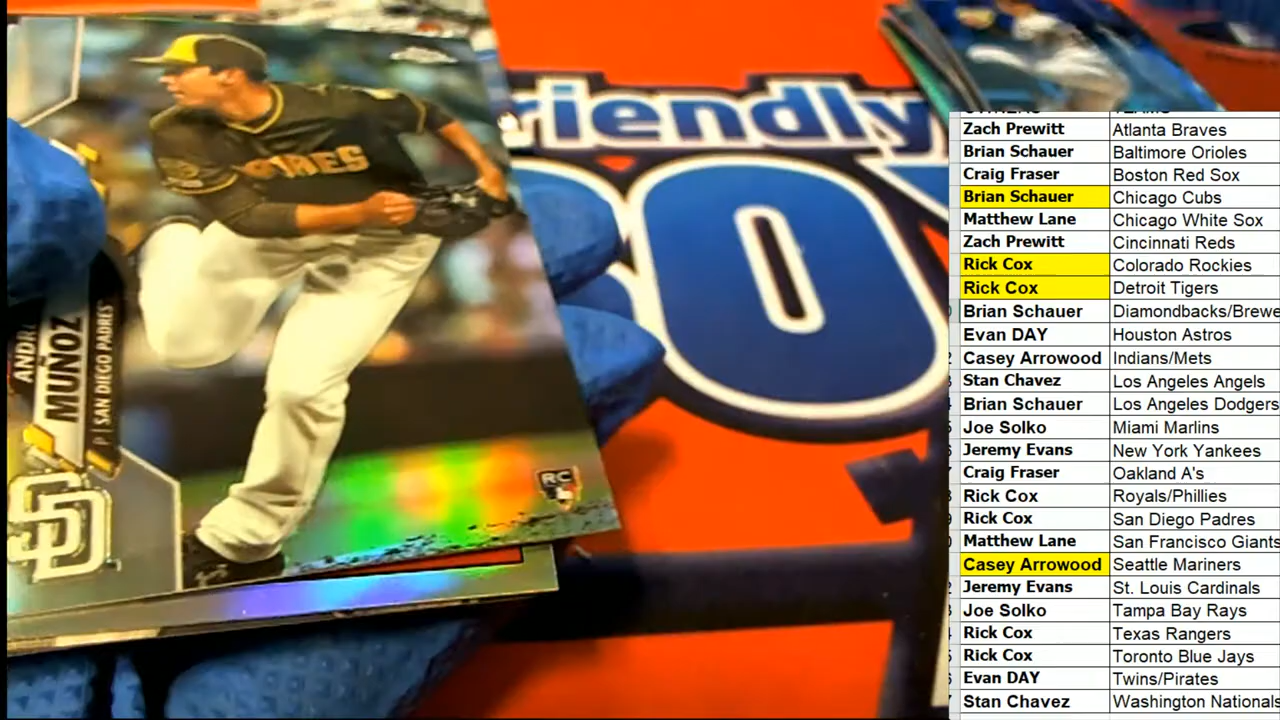 Chrome
PADRES
ANDR
MUÑOZ
P | SAN DIEGO PADRES
SD
RC
riendly
BO
Zach Prewitt Atlanta Braves
Brian Schauer Baltimore Orioles
Craig Fraser Boston Red Sox
Brian Schauer Chicago Cubs
Matthew Lane Chicago White Sox
Zach Prewitt Cincinnati Reds
Rick Cox Colorado Rockies
Rick Cox Detroit Tigers
Brian Schauer Diamondbacks/Brewe
Evan DAY Houston Astros
Casey Arrowood Indians/Mets
Stan Chavez Los Angeles Angels
Brian Schauer Los Angeles Dodgers
Joe Solko Miami Marlins
Jeremy Evans New York Yankees
Craig Fraser Oakland A's
Rick Cox Royals/Phillies
Rick Cox San Diego Padres
Matthew Lane San Francisco Giants
Casey Arrowood Seattle Mariners
Jeremy Evans St. Louis Cardinals
Joe Solko Tampa Bay Rays
Rick Cox Texas Rangers
Rick Cox Toronto Blue Jays
Evan DAY Twins/Pirates
Stan Chavez Washington Nationals